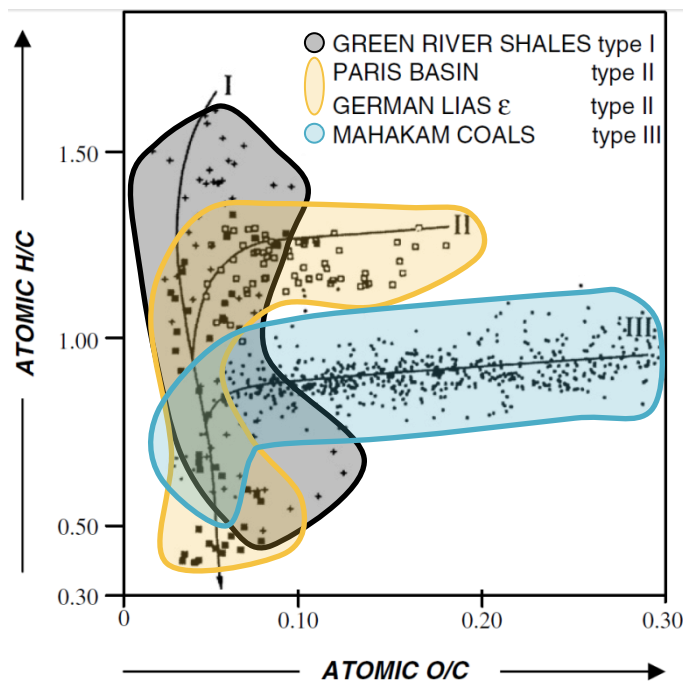 GREEN RIVER SHALES type I
PARIS BASIN type II
GERMAN LIAS ε type II
MAHAKAM COALS type III
I
II
III
1.50
1.00
0.50
0.30
0
0.10
0.20
0.30
ATOMIC H/C
ATOMIC O/C